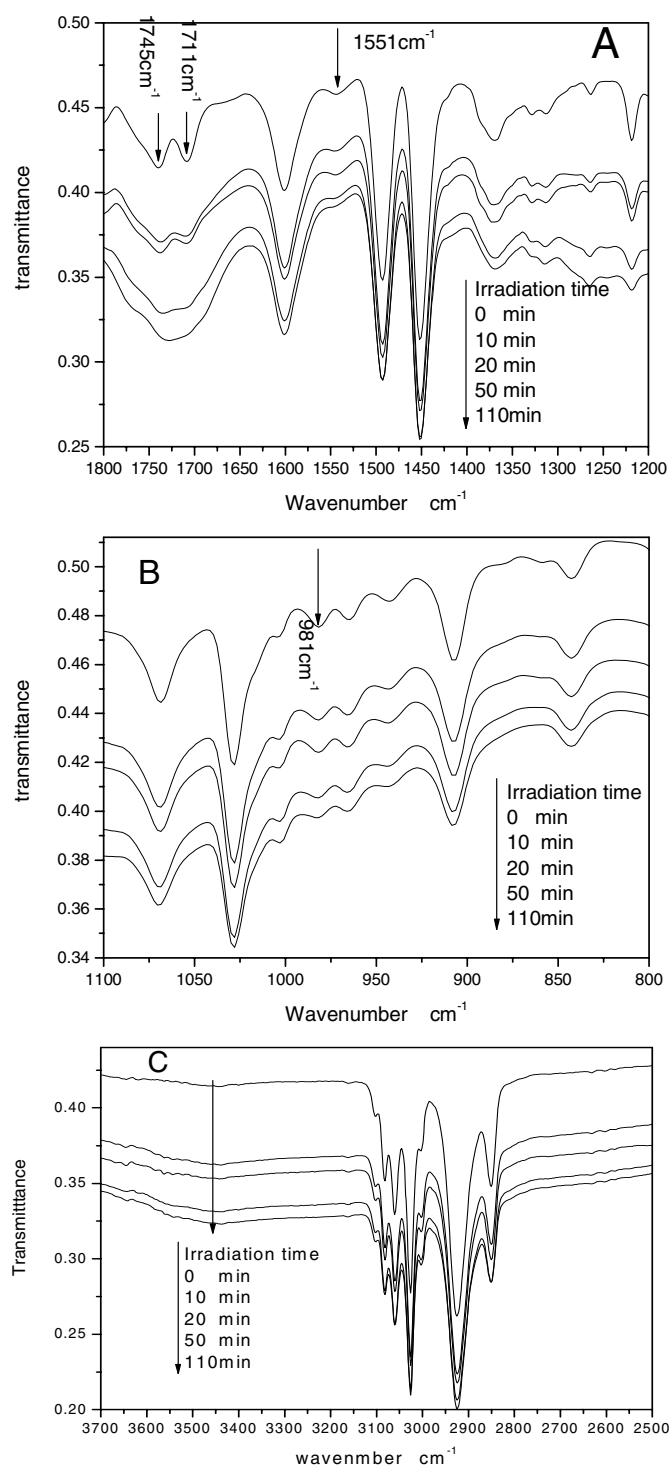 A
1745cm-1
1711cm-1
1551cm-1
0.50
0.45
0.40
0.35
0.30
0.25
transmittance
Irradiation time
0 min
10 min
20 min
50 min
110min
1800 1750 1700 1650 1600 1550 1500 1450 1400 1350 1300 1250 1200
Wavenumber cm-1
B
981cm-1
0.50
0.48
0.46
0.44
0.42
0.40
0.38
0.36
0.34
transmittance
Irradiation time
0 min
10 min
20 min
50 min
110min
1100 1050 1000 950 900 850 800
Wavenumber cm-1
C
0.40
0.35
0.30
0.25
0.20
Transmittance
Irradiation time
0 min
10 min
20 min
50 min
110min
3700 3600 3500 3400 3300 3200 3100 3000 2900 2800 2700 2600 2500
wavenmber cm-1